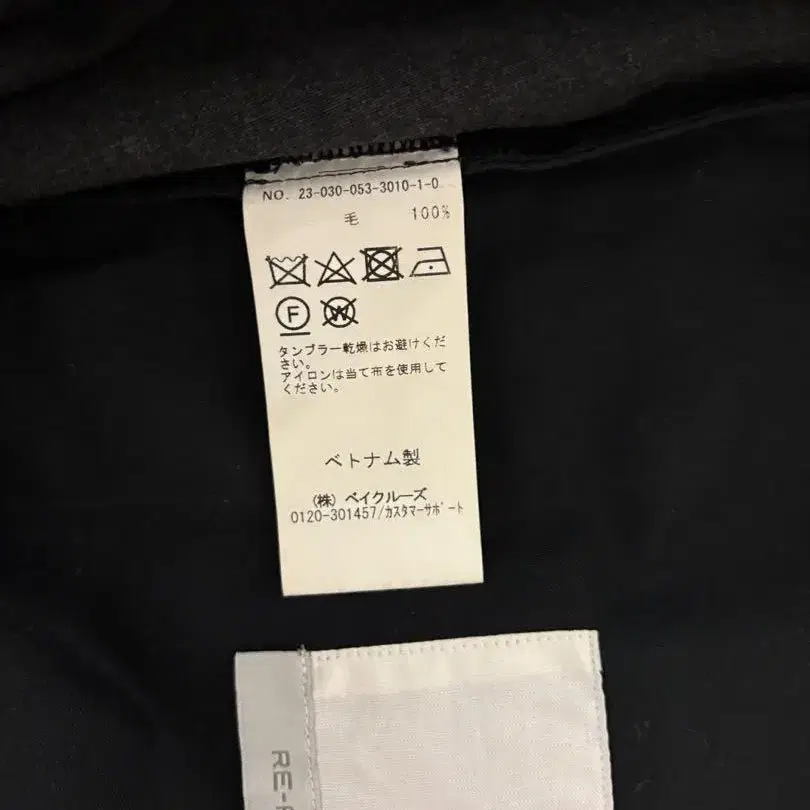 NO. 23-030-053-3010-1-0
毛 100%
F
W
タンブラー乾燥はお避けくだ
さい。
アイロンは当て布を使用して
ください。
ベトナム製
(株) ベイクルーズ
0120-301457/カスタマーサポート